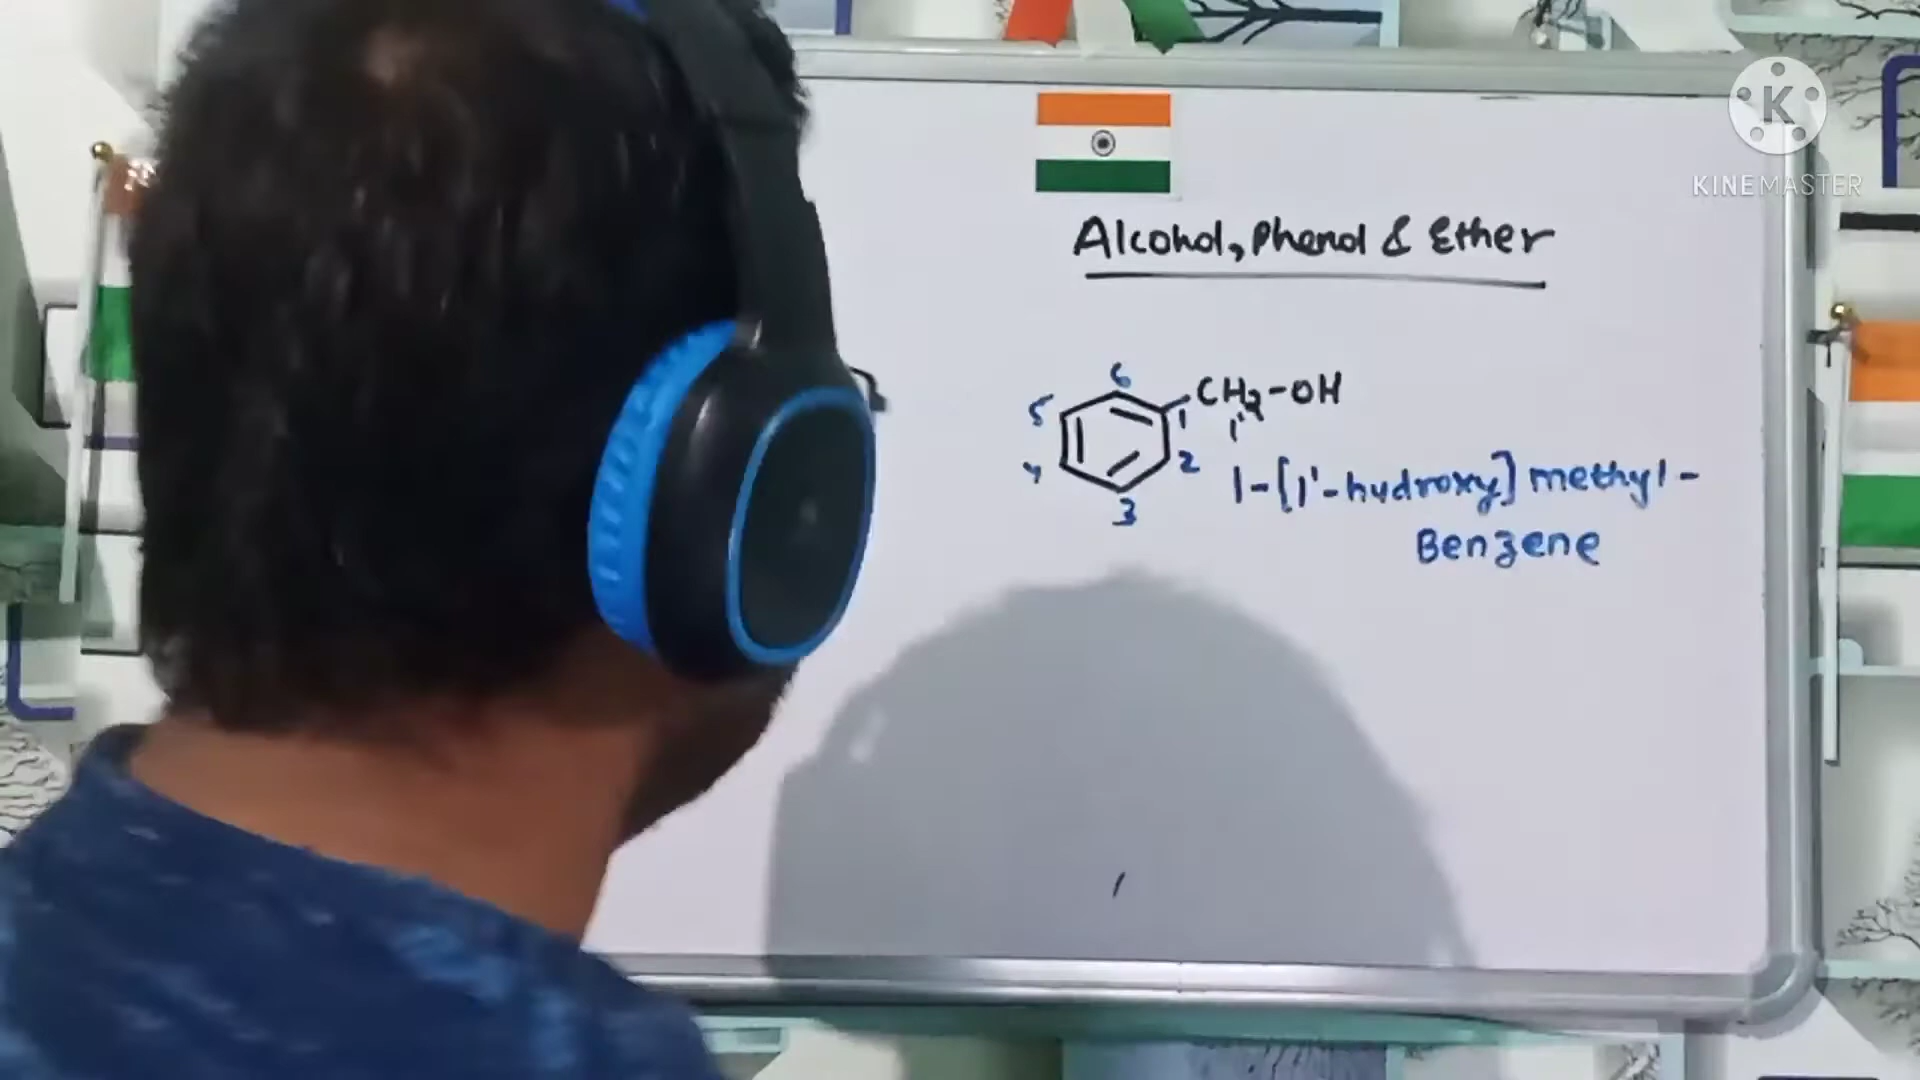 KINEMASTER
Alcohol, Phenol & Ether
6
5
CH2-OH
1
1'
4
2
3
1-[1'-hydroxy] methyl-
Benzene